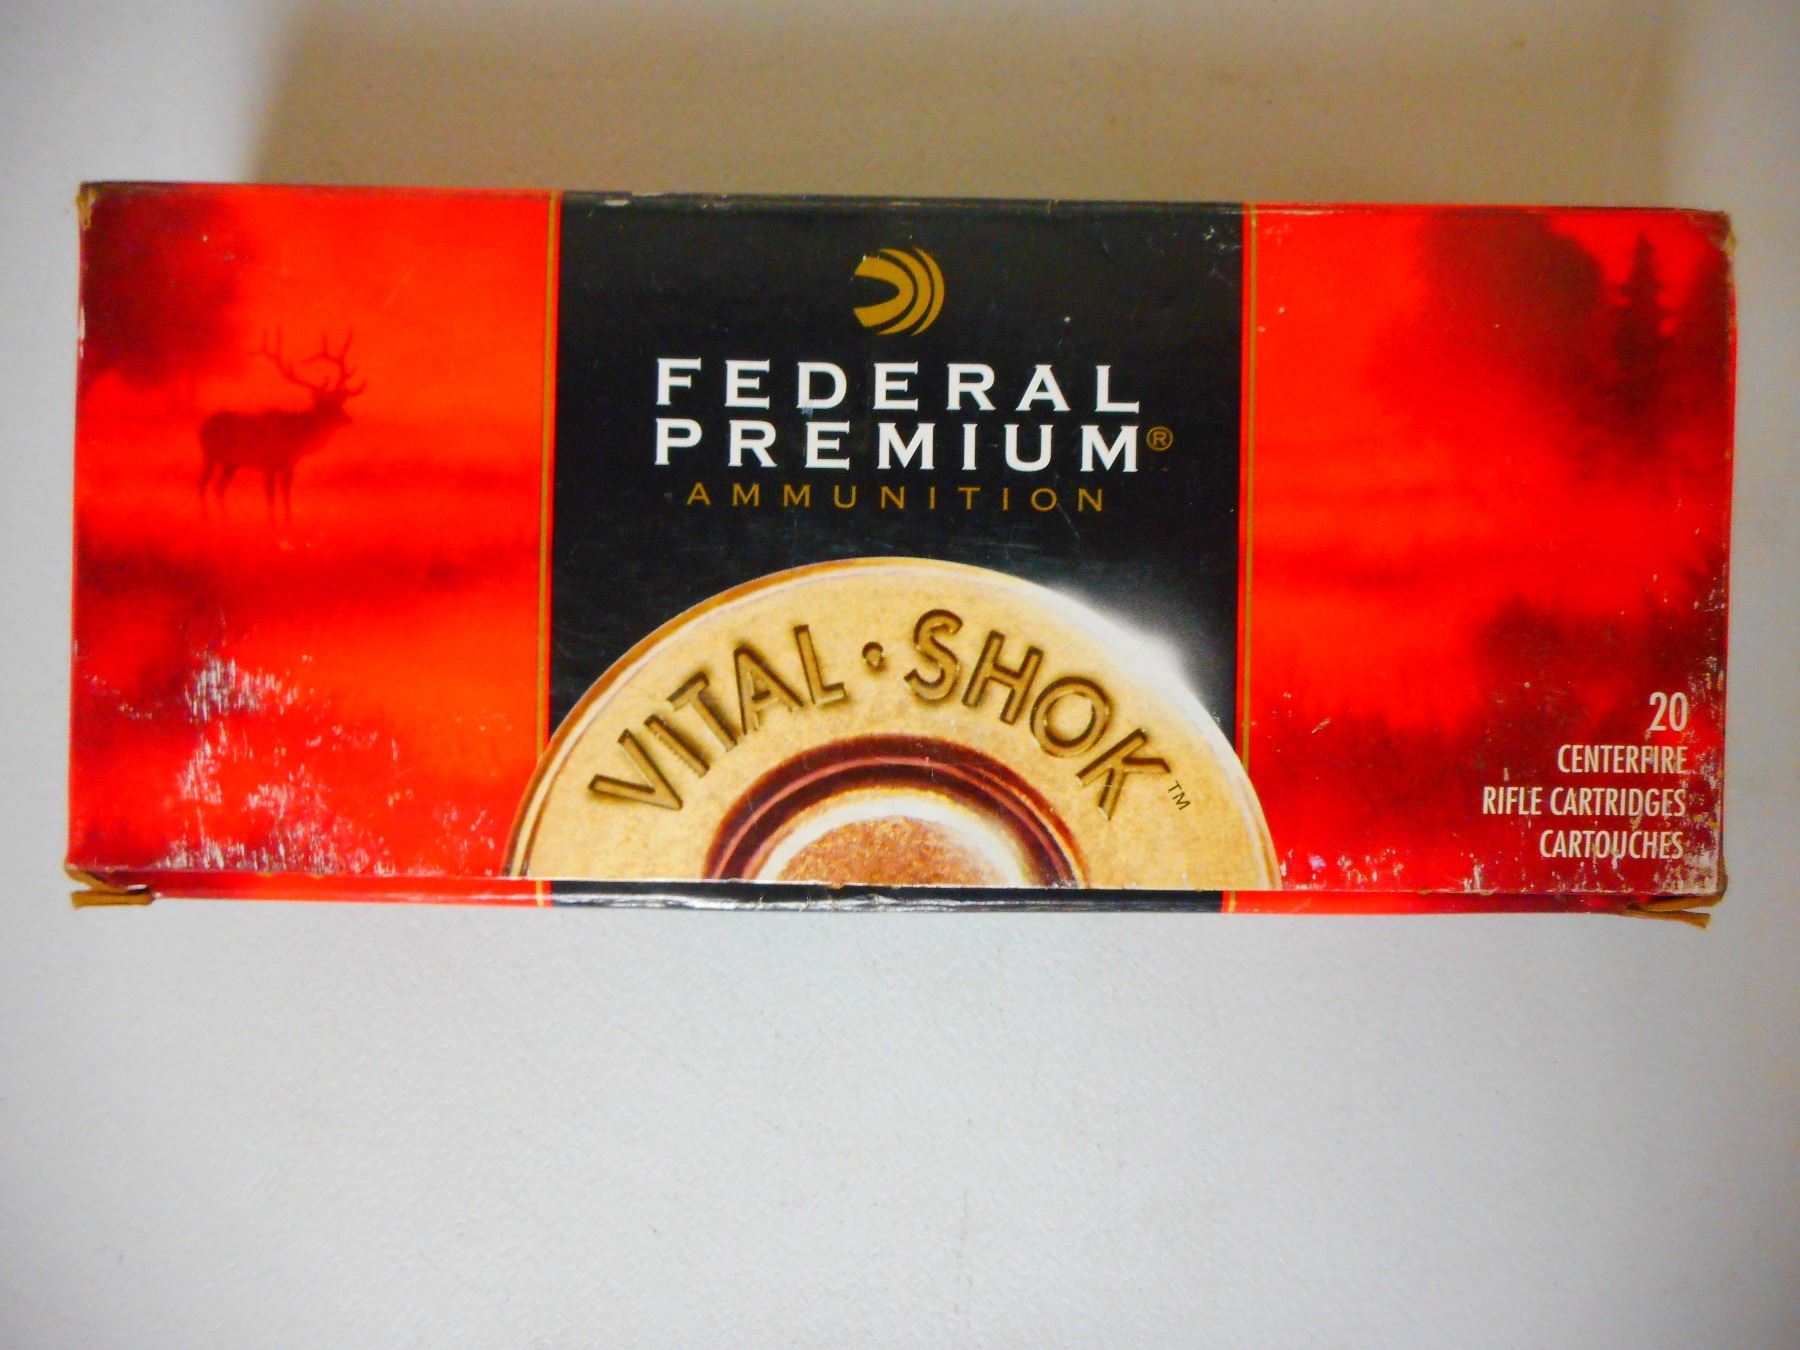 FEDERAL
PREMIUM®
AMMUNITION
VITAL·SHOK™
20
CENTERFIRE
RIFLE CARTRIDGES
CARTOUCHES